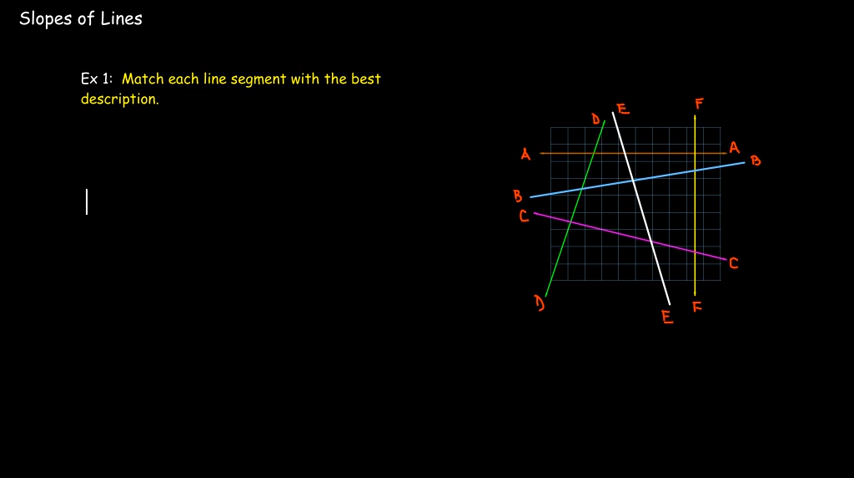 Slopes of Lines
Ex 1: Match each line segment with the best
description.
F
D E
A A
B
B
C
C
D
E F